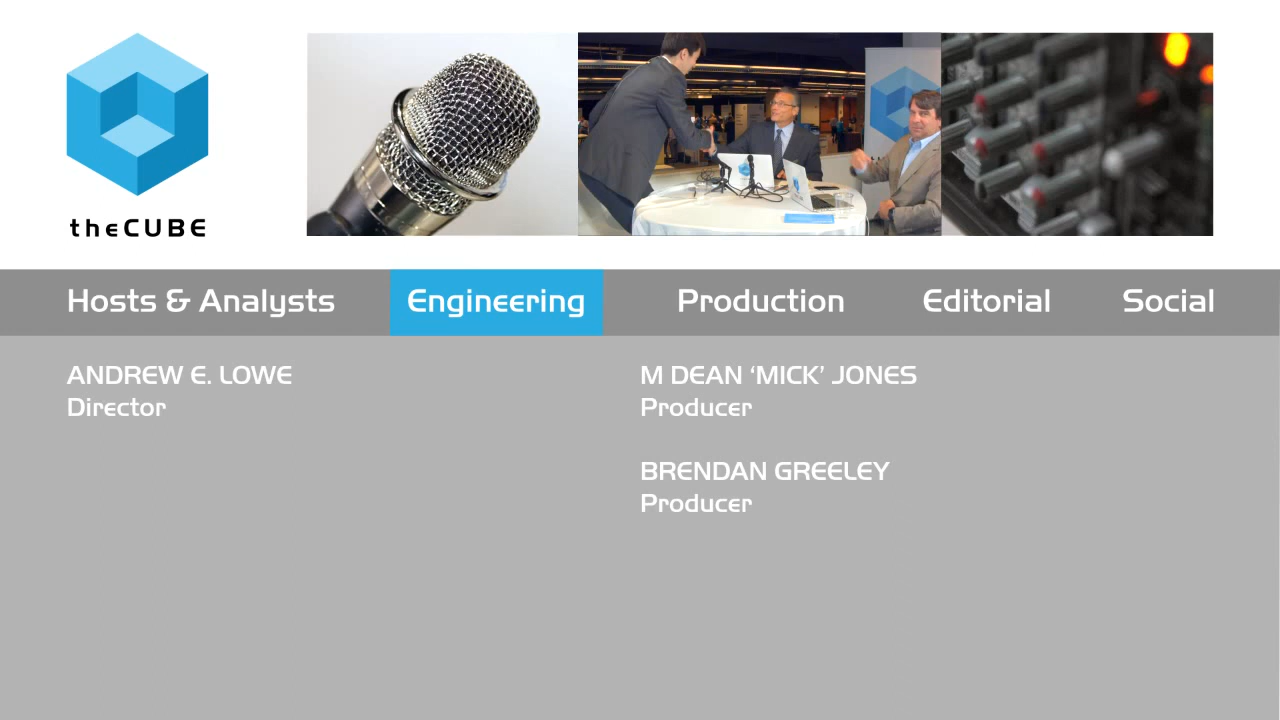 theCUBE
Hosts & Analysts
Engineering
Production
Editorial
Social
ANDREW E. LOWE
Director
M DEAN ‘MICK’ JONES
Producer
BRENDAN GREELEY
Producer